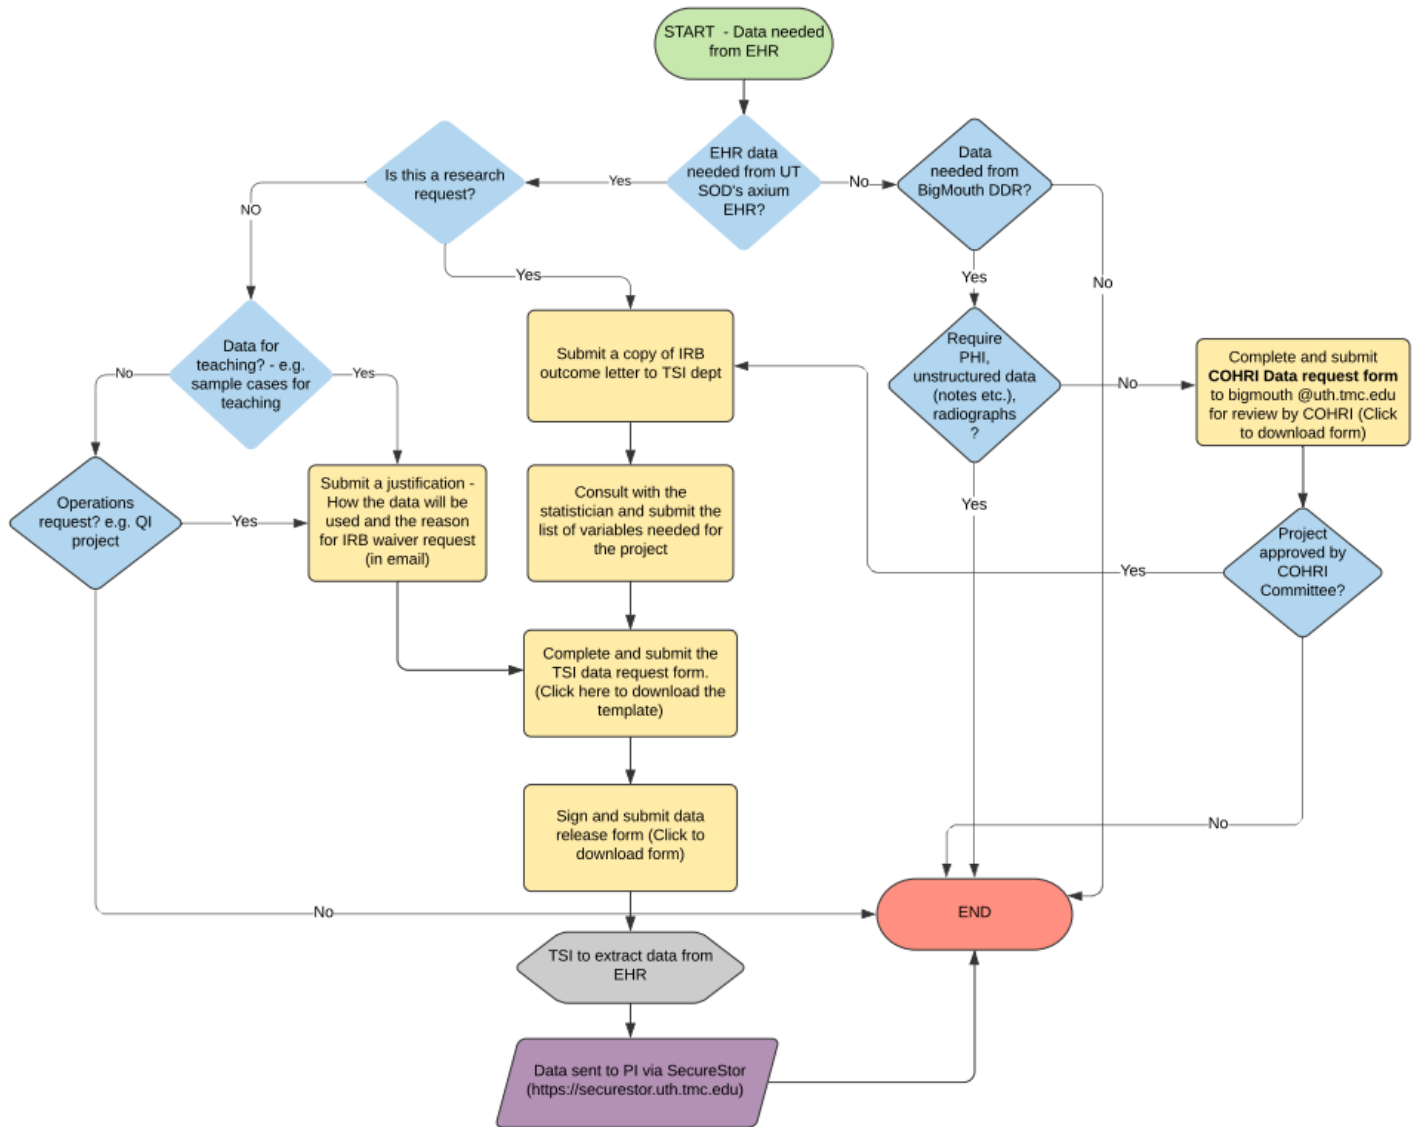 START - Data needed
from EHR
EHR data
needed from UT
SOD's axium
EHR?
Yes
No
Is this a research
request?
NO
Yes
Data
needed from
BigMouth DDR?
Yes
No
Data for
teaching? - e.g.
sample cases for
teaching
No
Yes
Submit a copy of IRB
outcome letter to TSI dept
Require
PHI,
unstructured data
(notes etc.),
radiographs
?
No
Yes
Complete and submit
COHRI Data request form
to bigmouth @uth.tmc.edu
for review by COHRI (Click
to download form)
Operations
request? e.g. QI
project
Yes
No
Submit a justification -
How the data will be
used and the reason
for IRB waiver request
(in email)
Consult with the
statistician and submit the
list of variables needed for
the project
Project
approved by
COHRI
Committee?
Yes
No
Complete and submit the
TSI data request form.
(Click here to download the
template)
Sign and submit data
release form (Click to
download form)
END
TSI to extract data from
EHR
Data sent to PI via SecureStor
(https://securestor.uth.tmc.edu)